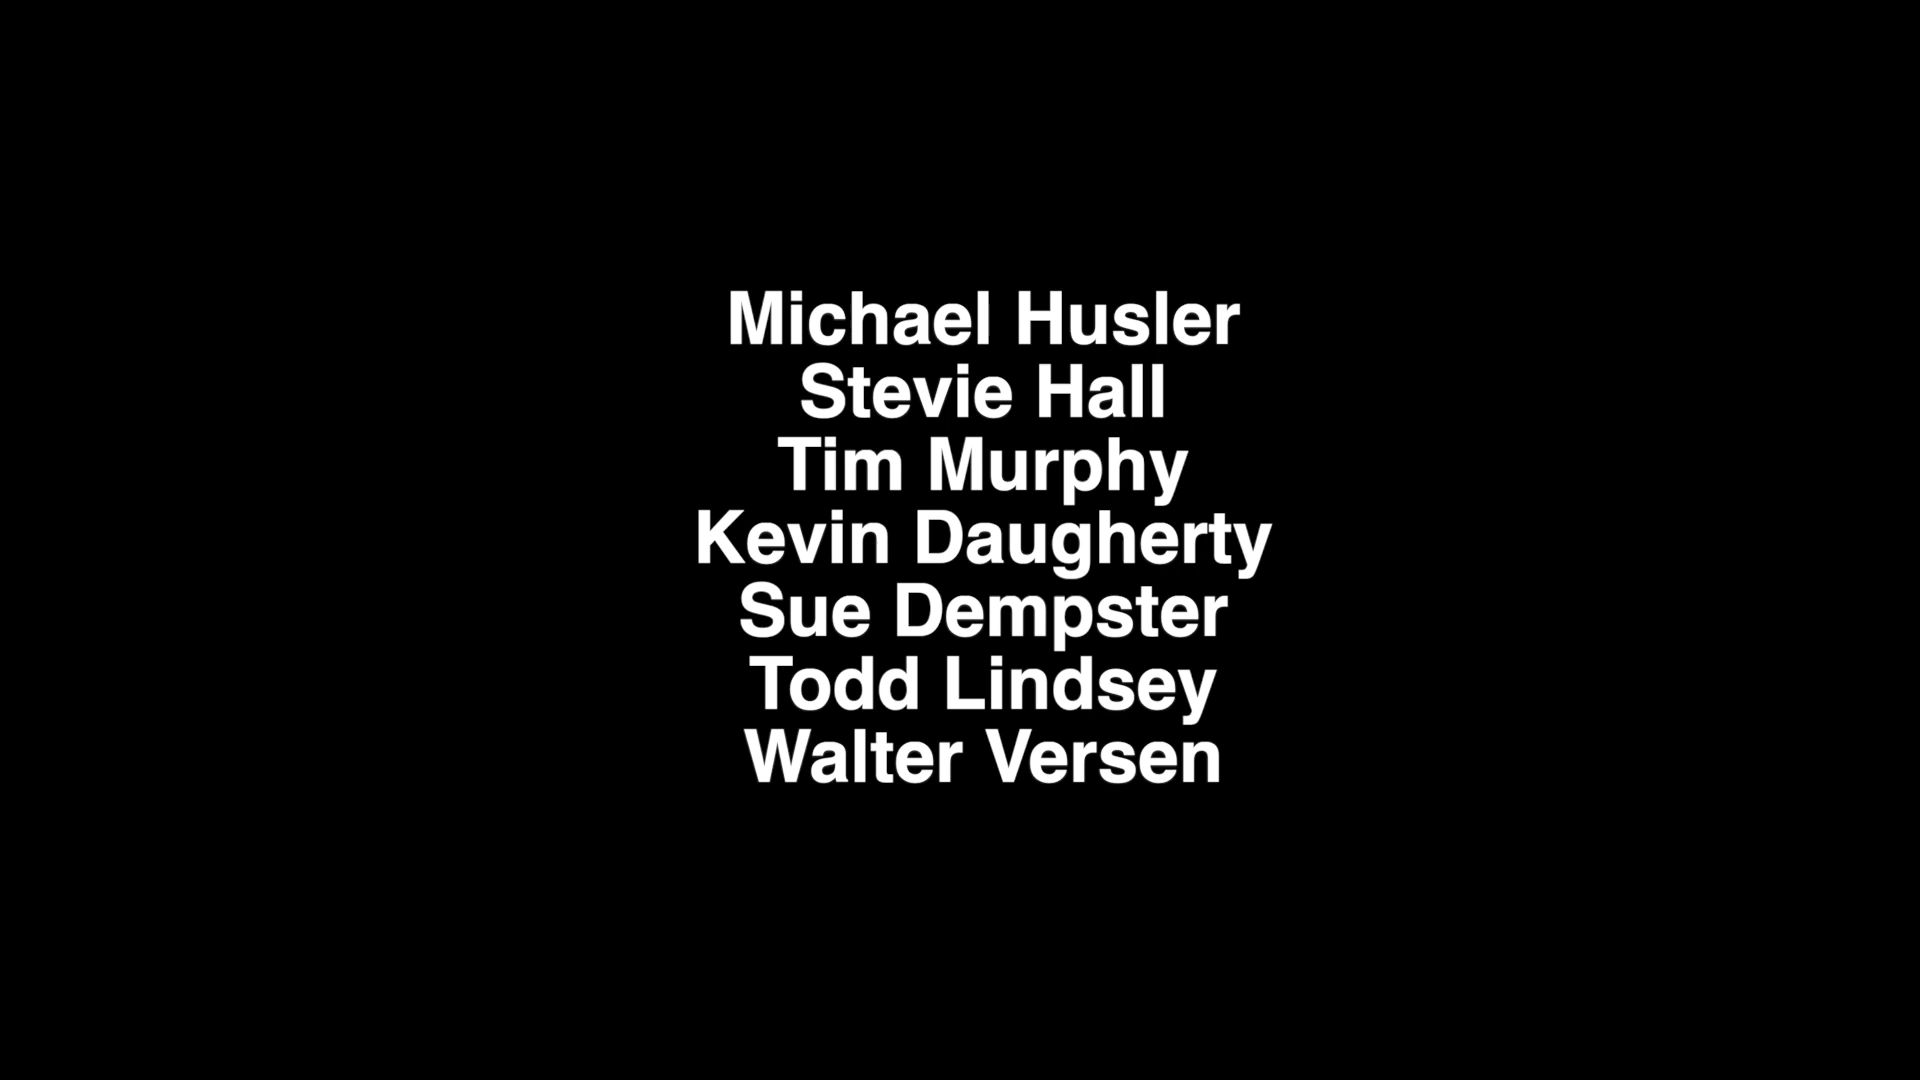 Michael Husler
Stevie Hall
Tim Murphy
Kevin Daugherty
Sue Dempster
Todd Lindsey
Walter Versen